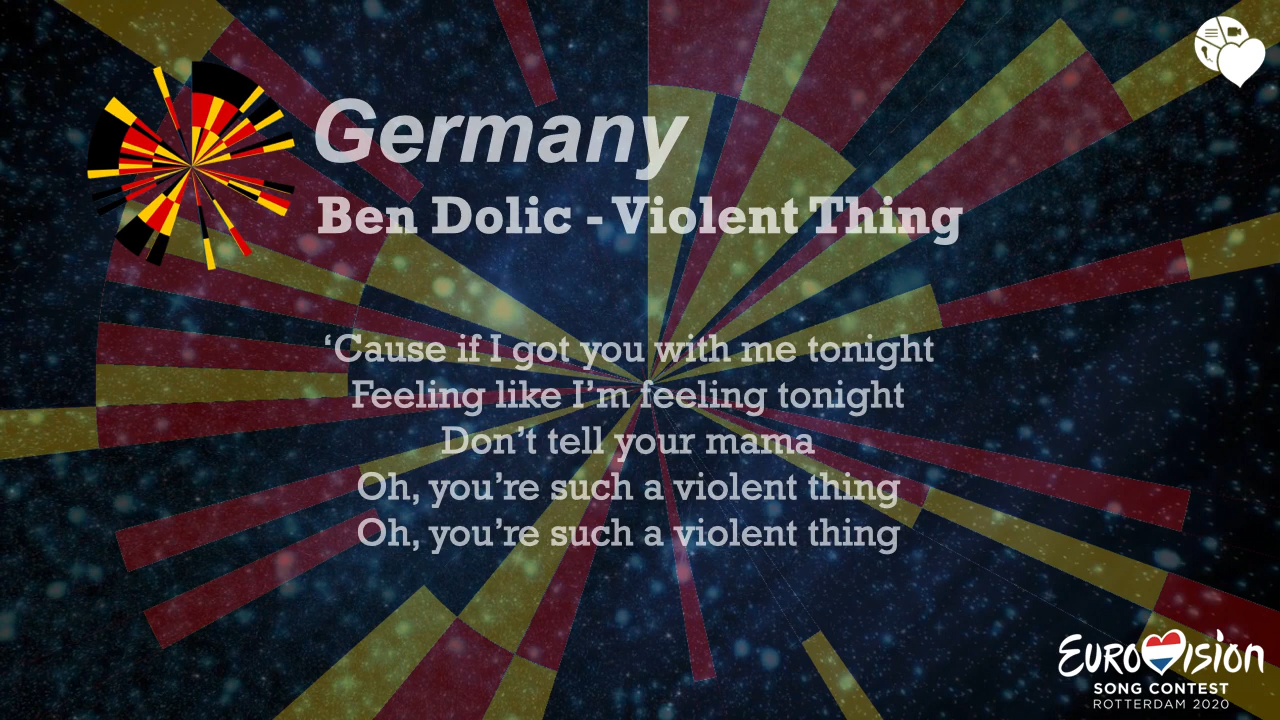 Germany
Ben Dolic - Violent Thing
‘Cause if I got you with me tonight
Feeling like I’m feeling tonight
Don’t tell your mama
Oh, you’re such a violent thing
Oh, you’re such a violent thing
EUROVISION
SONG CONTEST
ROTTERDAM 2020